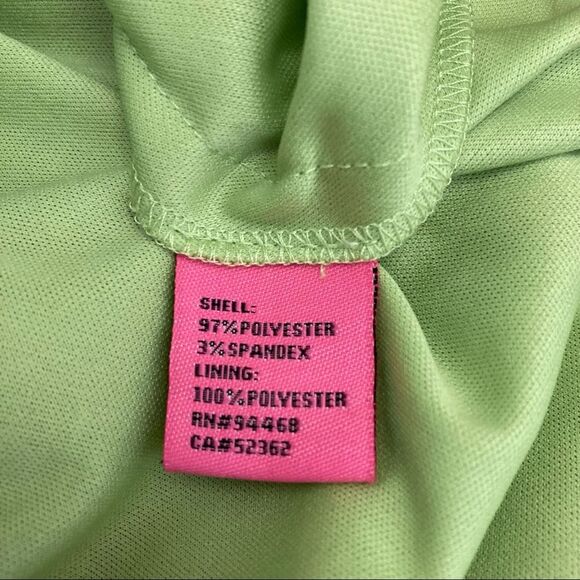 SHELL:
97%POLYESTER
3%SPANDEX
LINING:
100%POLYESTER
RN#94468
CA#52362